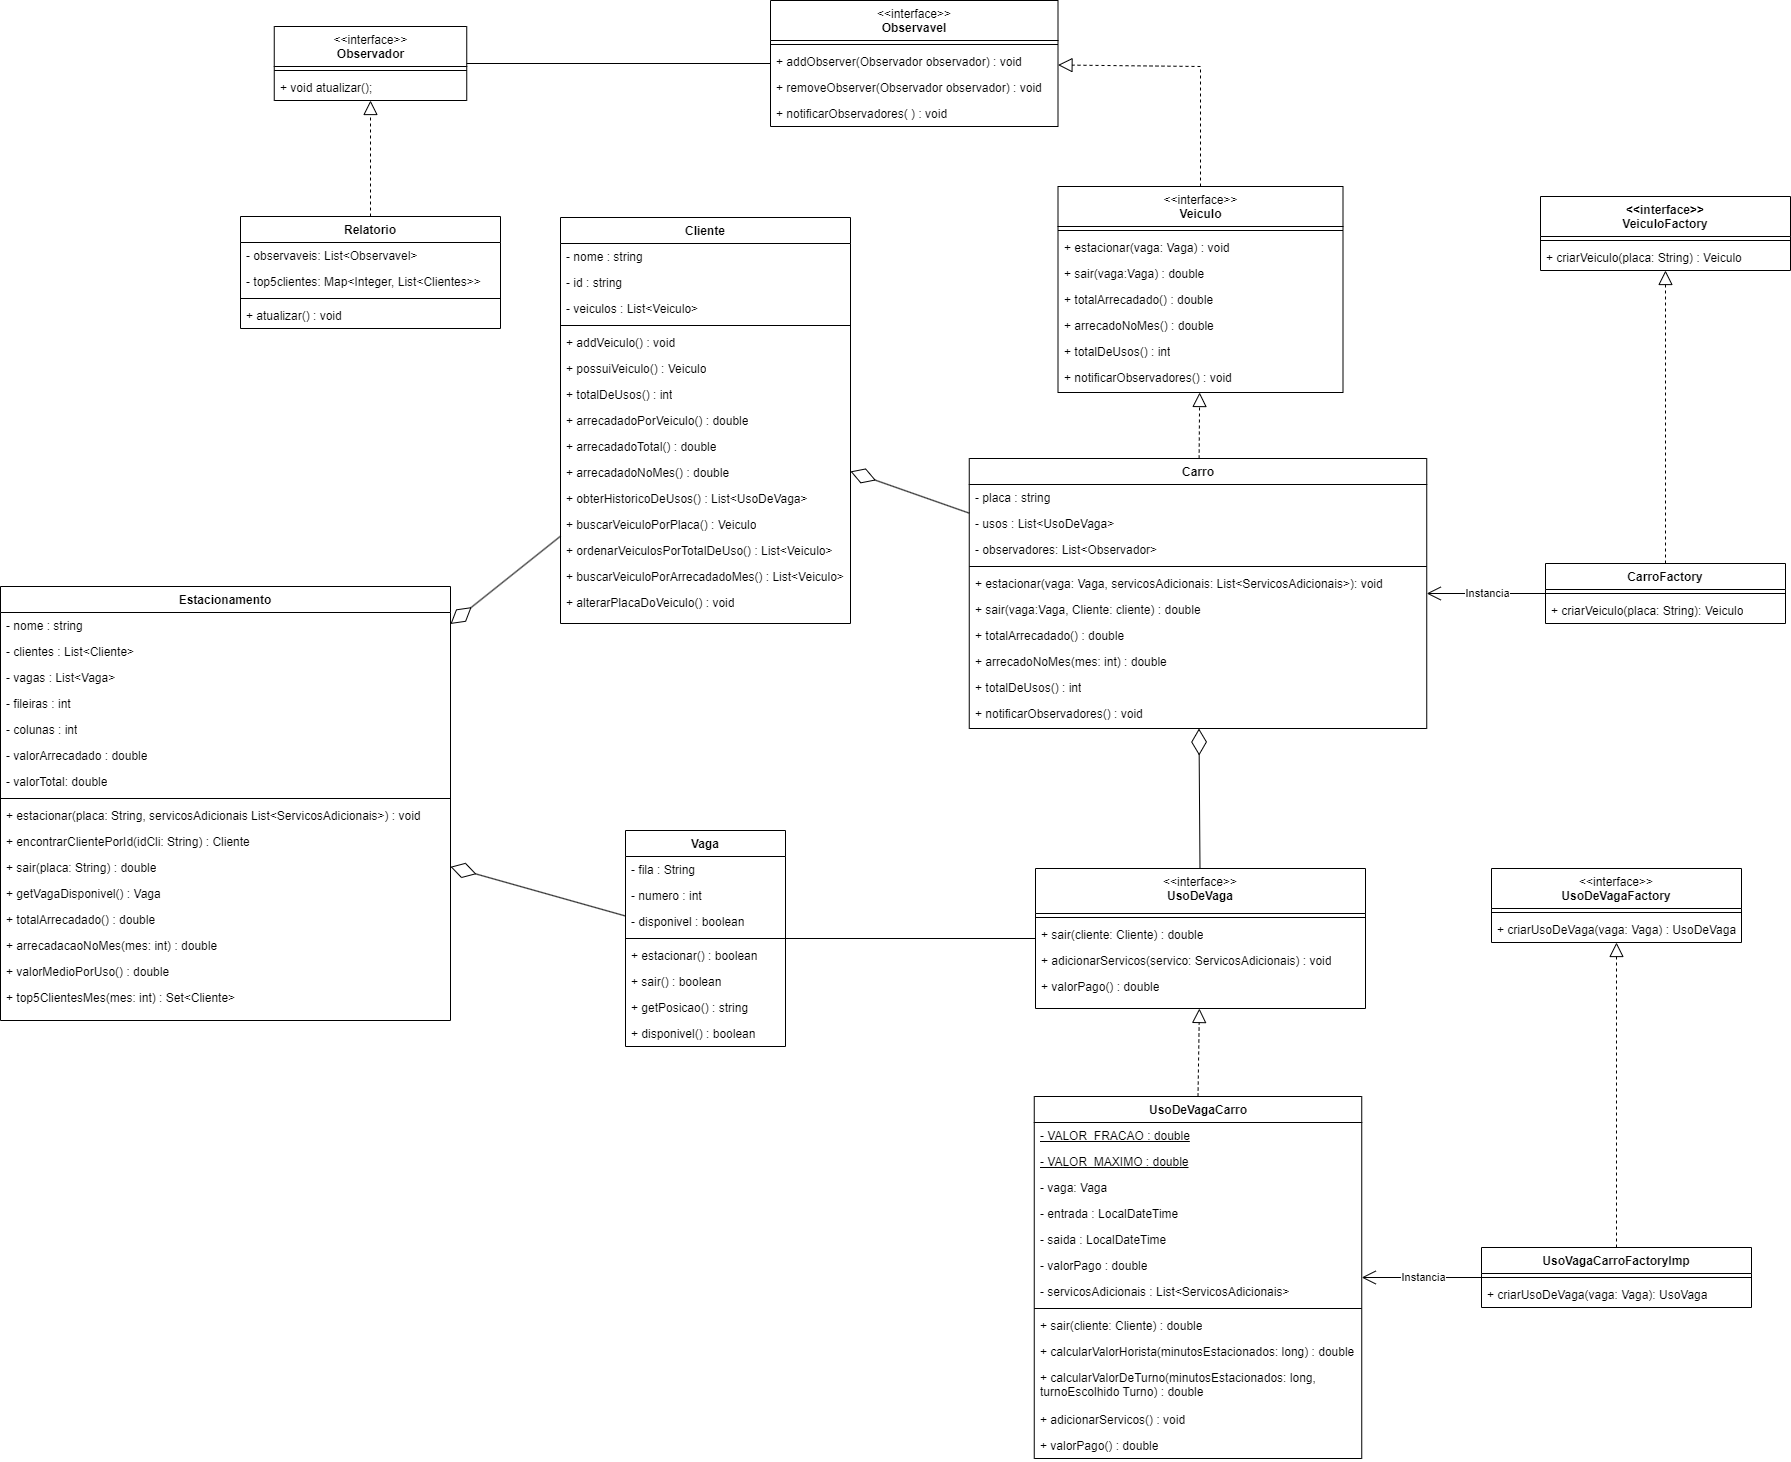 <<interface>>
Observador
+ void atualizar();
<<interface>>
Observavel
+ addObserver(Observador observador) : void
+ removeObserver(Observador observador) : void
+ notificarObservadores( ) : void
Relatorio
- observaveis: List<Observavel>
- top5clientes: Map<Integer, List<Clientes>>
+ atualizar() : void
Cliente
- nome : string
- id : string
- veiculos : List<Veiculo>
+ addVeiculo() : void
+ possuiVeiculo() : Veiculo
+ totalDeUsos() : int
+ arrecadadoPorVeiculo() : double
+ arrecadadoTotal() : double
+ arrecadadoNoMes() : double
+ obterHistoricoDeUsos() : List<UsoDeVaga>
+ buscarVeiculoPorPlaca() : Veiculo
+ ordenarVeiculosPorTotalDeUso() : List<Veiculo>
+ buscarVeiculoPorArrecadadoMes() : List<Veiculo>
+ alterarPlacaDoVeiculo() : void
<<interface>>
Veiculo
+ estacionar(vaga: Vaga) : void
+ sair(vaga:Vaga) : double
+ totalArrecadado() : double
+ arrecadoNoMes() : double
+ totalDeUsos() : int
+ notificarObservadores() : void
<<interface>>
VeiculoFactory
+ criarVeiculo(placa: String) : Veiculo
Carro
- placa : string
- usos : List<UsoDeVaga>
- observadores: List<Observador>
+ estacionar(vaga: Vaga, servicosAdicionais: List<ServicosAdicionais>): void
+ sair(vaga:Vaga, Cliente: cliente) : double
+ totalArrecadado() : double
+ arrecadoNoMes(mes: int) : double
+ totalDeUsos() : int
+ notificarObservadores() : void
Instancia
CarroFactory
+ criarVeiculo(placa: String): Veiculo
Estacionamento
- nome : string
- clientes : List<Cliente>
- vagas : List<Vaga>
- fileiras : int
- colunas : int
- valorArrecadado : double
- valorTotal: double
+ estacionar(placa: String, servicosAdicionais List<ServicosAdicionais>) : void
+ encontrarClientePorId(idCli: String) : Cliente
+ sair(placa: String) : double
+ getVagaDisponivel() : Vaga
+ totalArrecadado() : double
+ arrecadacaoNoMes(mes: int) : double
+ valorMedioPorUso() : double
+ top5ClientesMes(mes: int) : Set<Cliente>
Vaga
- fila : String
- numero : int
- disponivel : boolean
+ estacionar() : boolean
+ sair() : boolean
+ getPosicao() : string
+ disponivel() : boolean
<<interface>>
UsoDeVaga
+ sair(cliente: Cliente) : double
+ adicionarServicos(servico: ServicosAdicionais) : void
+ valorPago() : double
<<interface>>
UsoDeVagaFactory
+ criarUsoDeVaga(vaga: Vaga) : UsoDeVaga
UsoDeVagaCarro
- VALOR_FRACAO : double
- VALOR_MAXIMO : double
- vaga: Vaga
- entrada : LocalDateTime
- saida : LocalDateTime
- valorPago : double
- servicosAdicionais : List<ServicosAdicionais>
+ sair(cliente: Cliente) : double
+ calcularValorHorista(minutosEstacionados: long) : double
+ calcularValorDeTurno(minutosEstacionados: long,
turnoEscolhido Turno) : double
+ adicionarServicos() : void
+ valorPago() : double
Instancia
UsoVagaCarroFactoryImp
+ criarUsoDeVaga(vaga: Vaga): UsoVaga